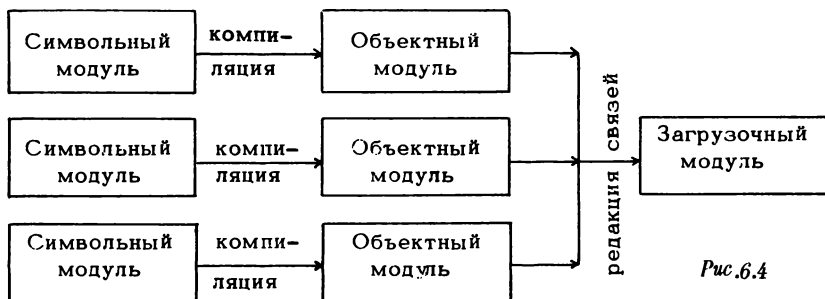 Символьный
модуль
компи-
ляция
Объектный
модуль
Символьный
модуль
компи-
ляция
Объектный
модуль
Символьный
модуль
компи-
ляция
Объектный
модуль
редакция связей
Загрузочный
модуль
Рис.6.4